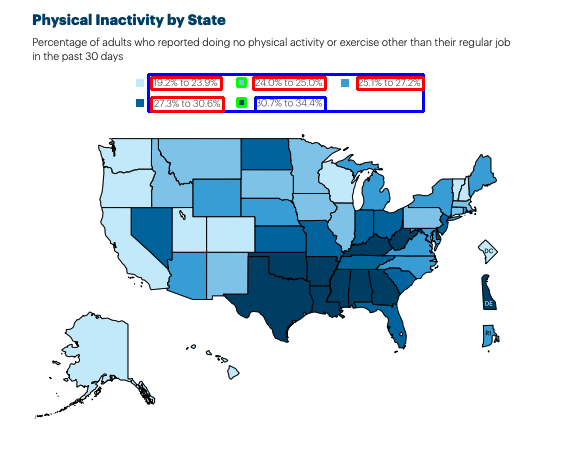 Physical Inactivity by State
Percentage of adults who reported doing no physical activity or exercise other than their regular job
in the past 30 days
19.2% to 23.9% 24.0% to 25.0% 25.1% to 27.2%
27.3% to 30.6% 30.7% to 34.4%
DC
DE
RI